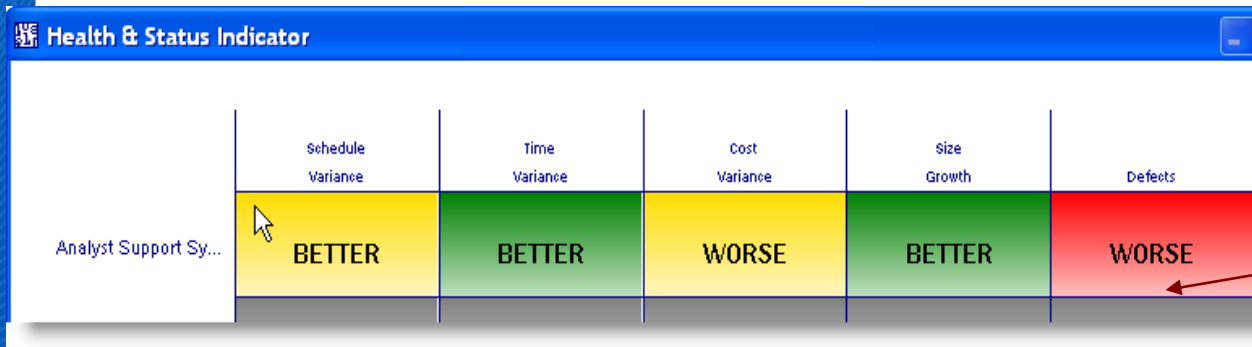 Health & Status Indicator
Schedule
Variance
Time
Variance
Cost
Variance
Size
Growth
Defects
Analyst Support Sy...
BETTER
BETTER
WORSE
BETTER
WORSE